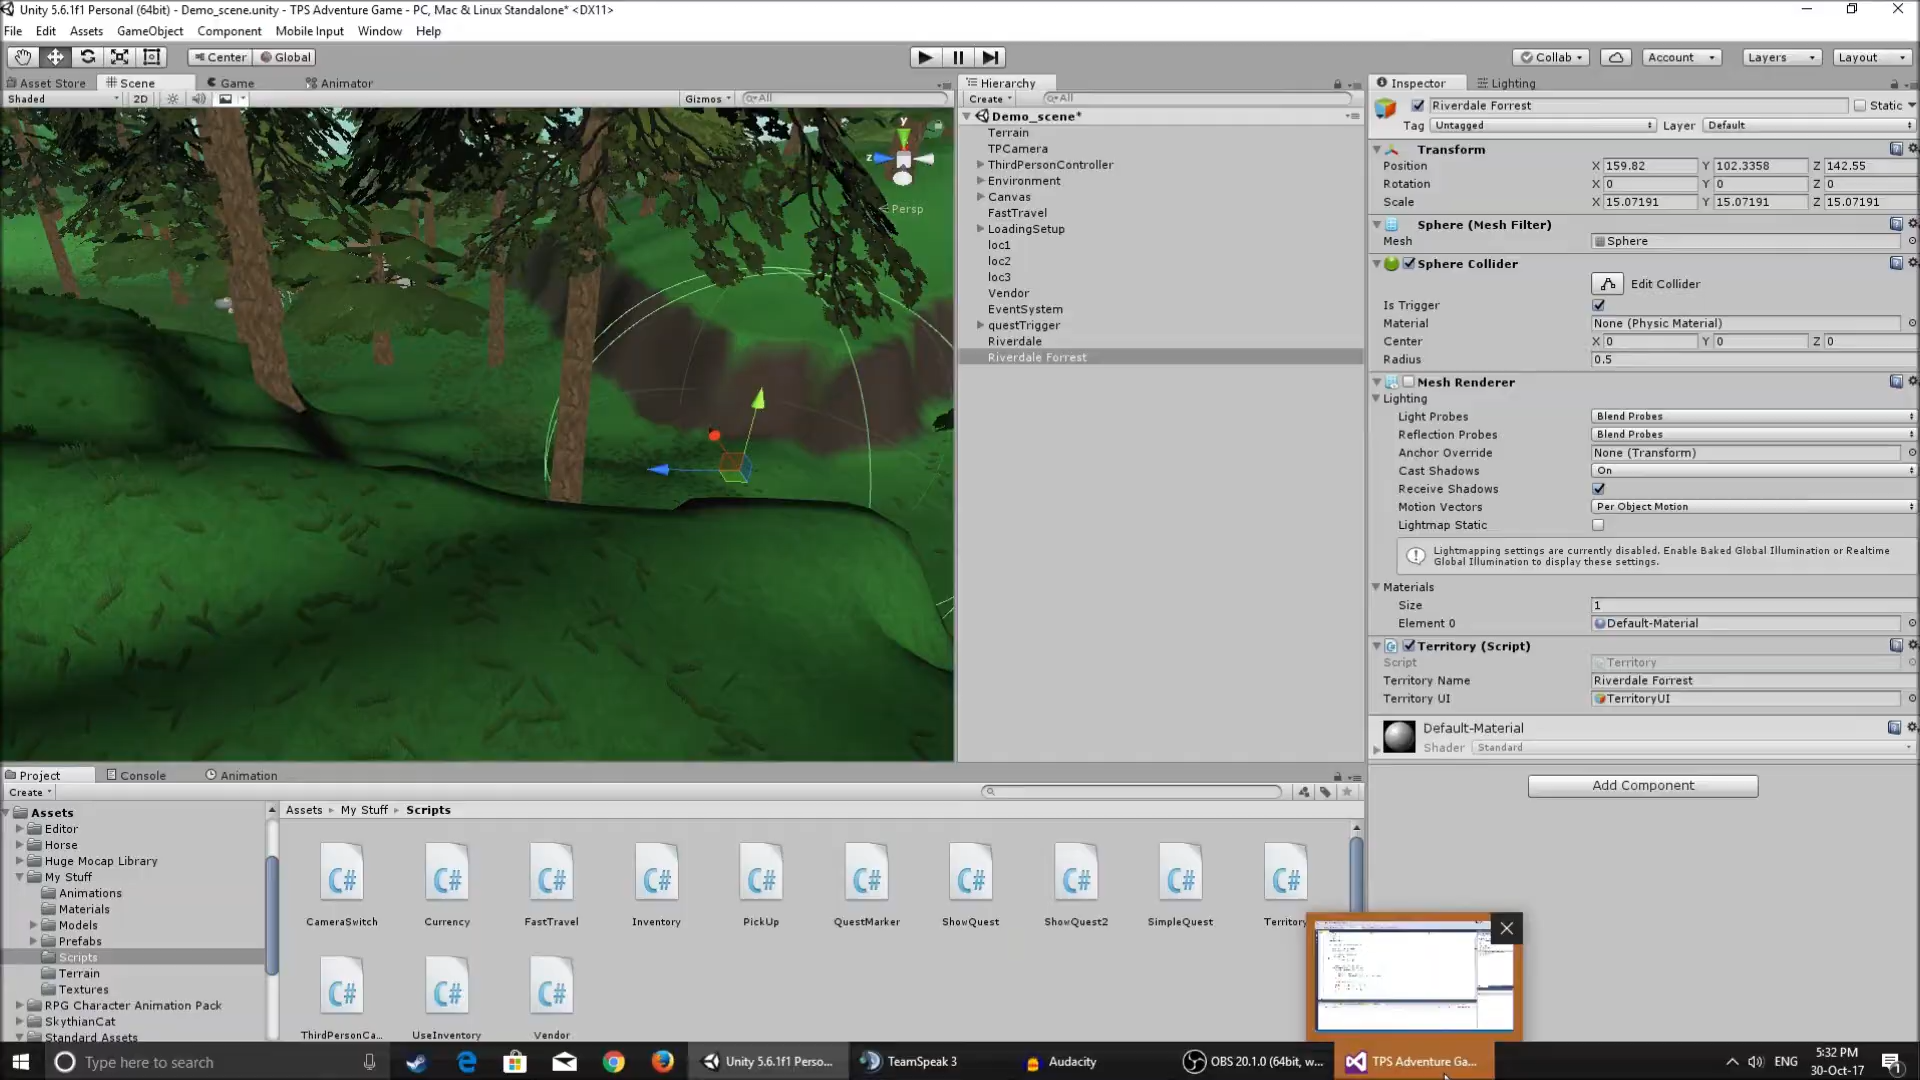 Unity 5.6.1f1 Personal (64bit) - Demo_scene.unity - TPS Adventure Game - PC, Mac & Linux Standalone* <DX11>
File Edit Assets GameObject Component Mobile Input Window Help
Center Global Collab Account Layers Layout
Asset Store Scene Game Animator
Shaded 2D Gizmos All
y
z
Persp
Hierarchy
Create All
Demo_scene*
Terrain
TPCamera
ThirdPersonController
Environment
Canvas
FastTravel
LoadingSetup
loc1
loc2
loc3
Vendor
EventSystem
questTrigger
Riverdale
Riverdale Forrest
Inspector Lighting
Riverdale Forrest Static
Tag Untagged Layer Default
Transform
Position X 159.82 Y 102.3358 Z 142.55
Rotation X 0 Y 0 Z 0
Scale X 15.07191 Y 15.07191 Z 15.07191
Sphere (Mesh Filter)
Mesh Sphere
Sphere Collider
Edit Collider
Is Trigger
Material None (Physic Material)
Center X 0 Y 0 Z 0
Radius 0.5
Mesh Renderer
Lighting
Light Probes Blend Probes
Reflection Probes Blend Probes
Anchor Override None (Transform)
Cast Shadows On
Receive Shadows
Motion Vectors Per Object Motion
Lightmap Static
Lightmapping settings are currently disabled. Enable Baked Global Illumination or Realtime
Global Illumination to display these settings.
Materials
Size 1
Element 0 Default-Material
Territory (Script)
Script Territory
Territory Name Riverdale Forrest
Territory UI TerritoryUI
Default-Material
Shader Standard
Add Component
Project Console Animation
Create
Assets
Editor
Horse
Huge Mocap Library
My Stuff
Animations
Materials
Models
Prefabs
Scripts
Terrain
Textures
RPG Character Animation Pack
SkythianCat
Standard Assets
Assets My Stuff Scripts
C# C# C# C# C# C# C# C# C# C#
CameraSwitch Currency FastTravel Inventory PickUp QuestMarker ShowQuest ShowQuest2 SimpleQuest Territory
C# C# C#
ThirdPersonCa... UseInventory Vendor
Type here to search Unity 5.6.1f1 Perso... TeamSpeak 3 Audacity OBS 20.1.0 (64bit, w... TPS Adventure Ga... ENG 5:32 PM
30-Oct-17
1